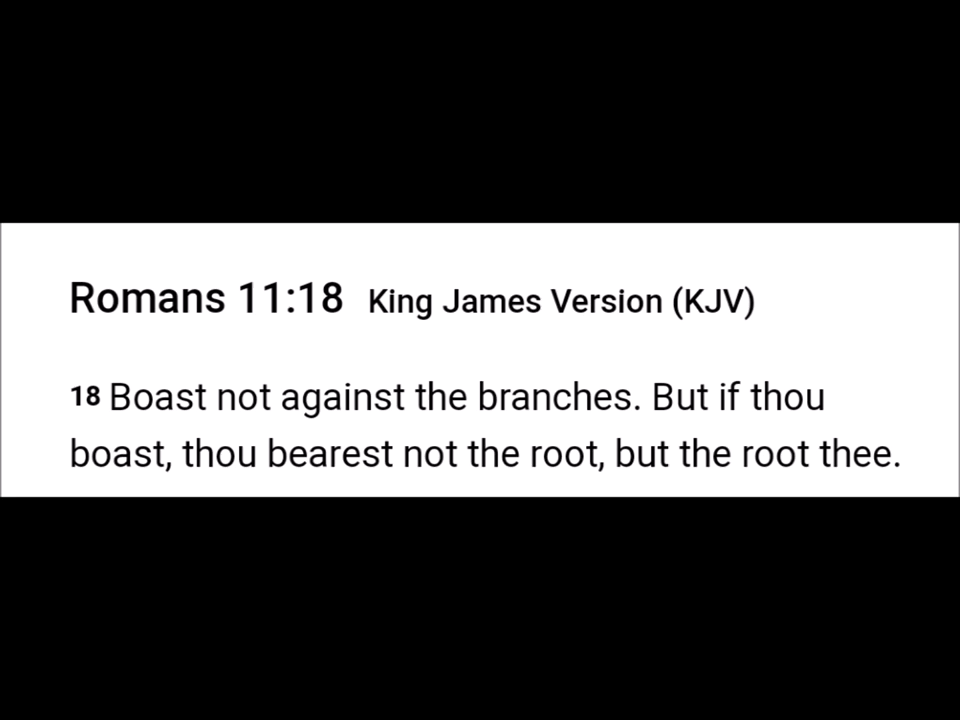 Romans 11:18 King James Version (KJV)
18 Boast not against the branches. But if thou
boast, thou bearest not the root, but the root thee.